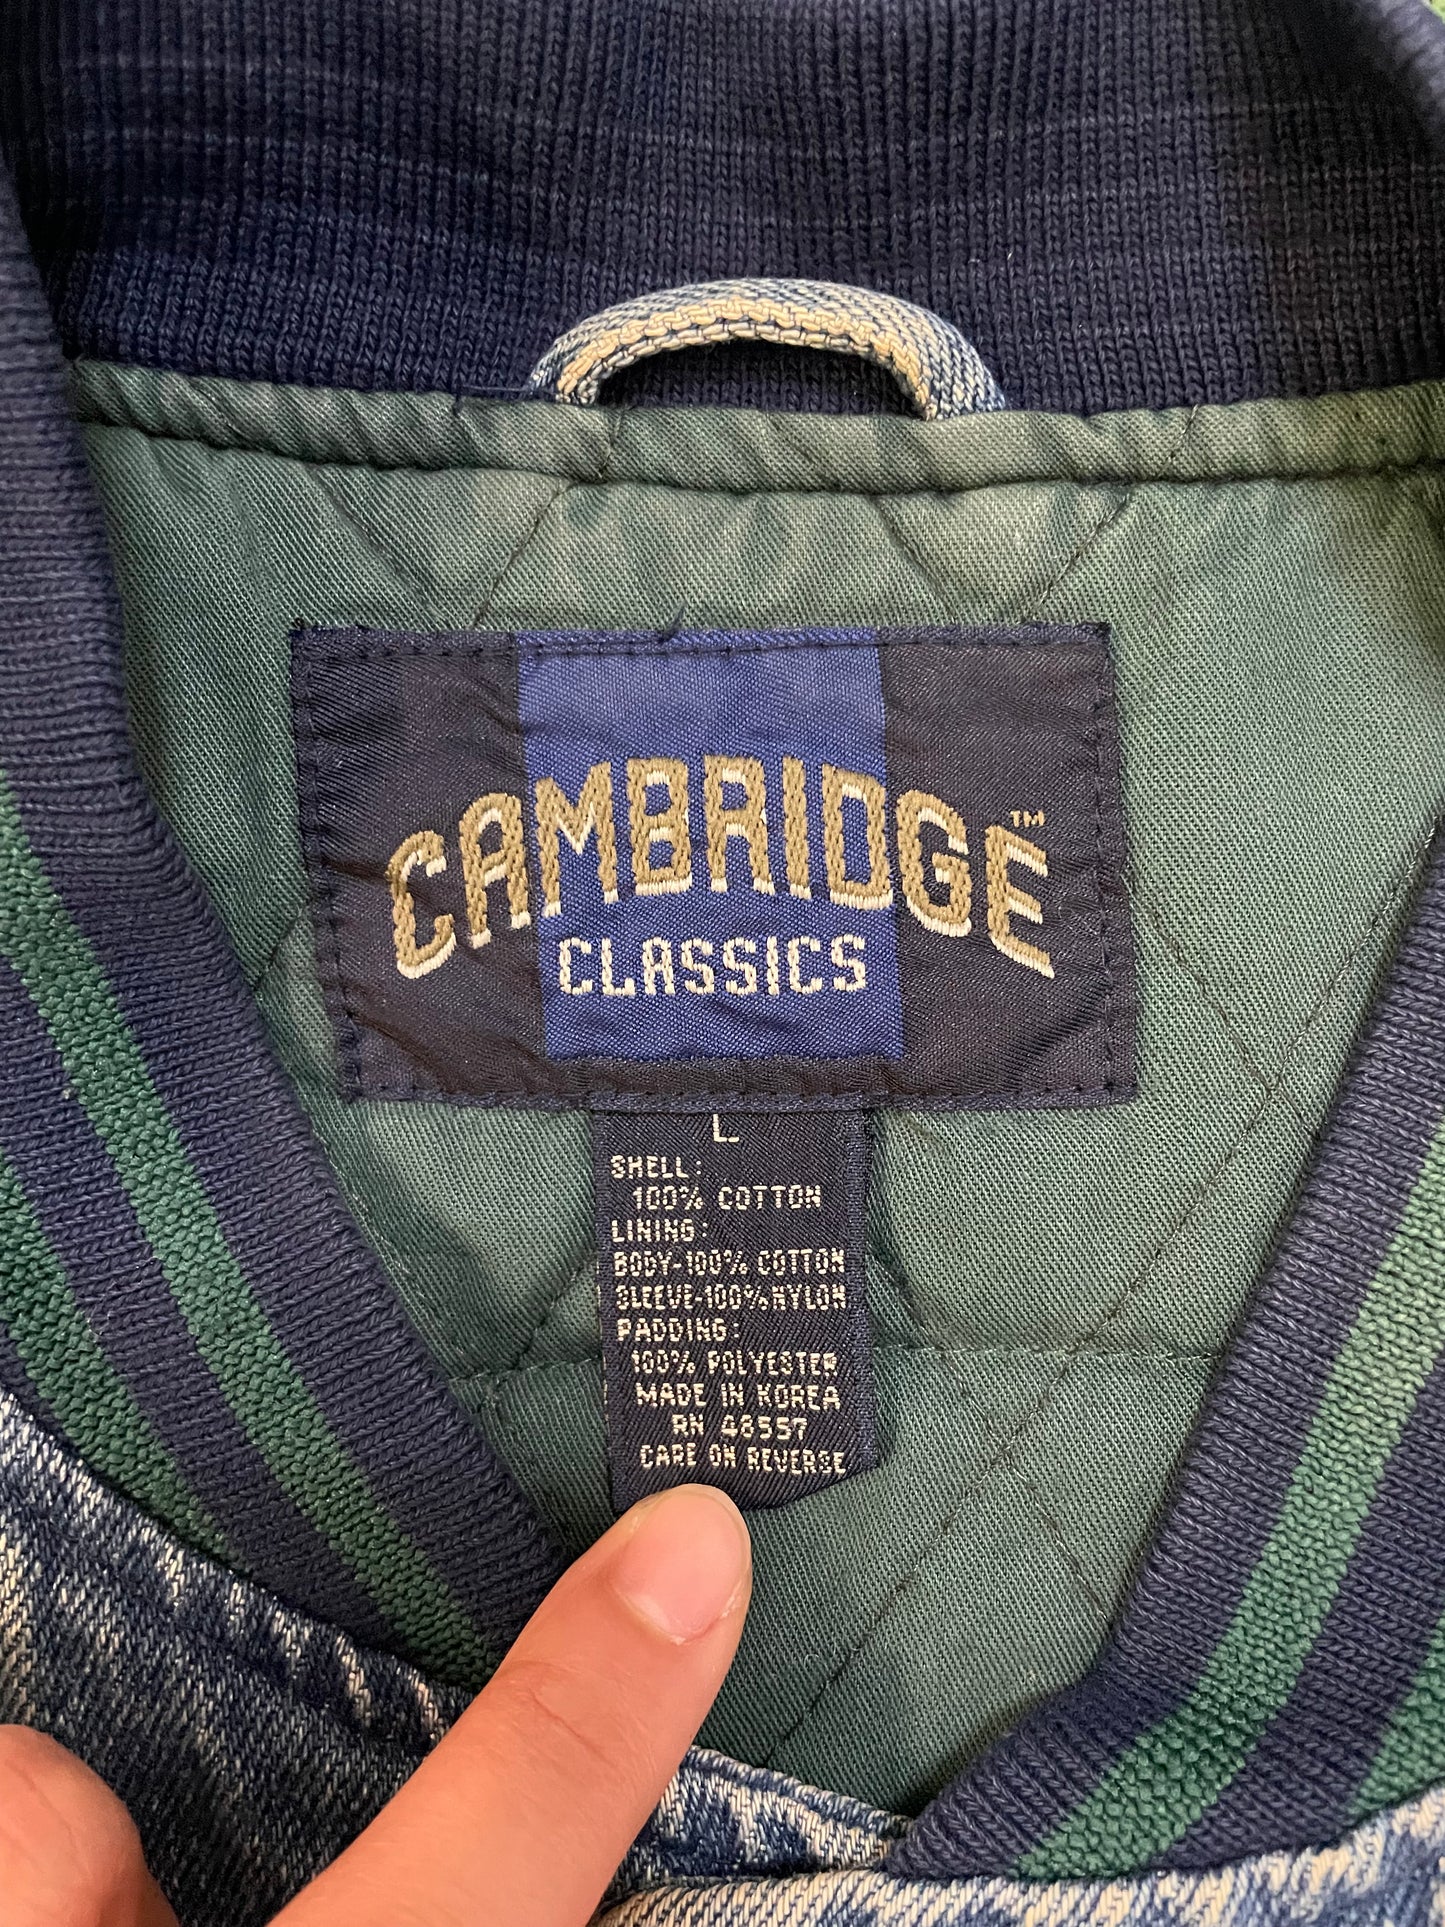 CAMBRIDGE™
CLASSICS
L
SHELL:
100% COTTON
LINING:
BODY-100% COTTON
SLEEVE-100% NYLON
PADDING:
100% POLYESTER
MADE IN KOREA
RN 48557
CARE ON REVERSE